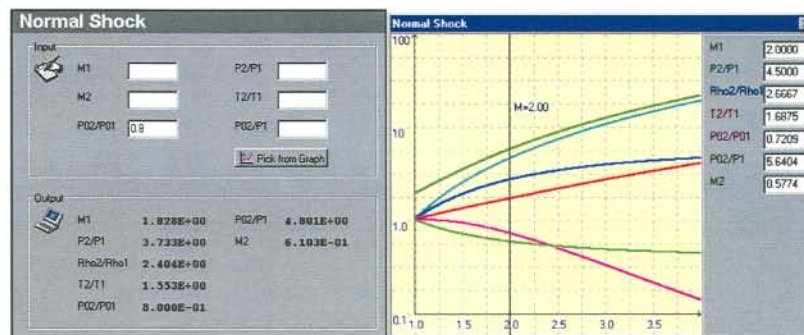 Normal Shock
Input
M1
P2/P1
M2
T2/T1
P02/P01 0.8
P02/P1
Pick from Graph
Output
M1 1.828E+00 P02/P1 4.801E+00
P2/P1 3.733E+00 M2 6.103E-01
Rho2/Rho1 2.404E+00
T2/T1 1.553E+00
P02/P01 8.000E-01
Normal Shock
100
10
1.0
0.1
M=2.00
1.0 1.5 2.0 2.5 3.0 3.5
M1 2.0000
P2/P1 4.5000
Rho2/Rho1 2.6667
T2/T1 1.6875
P02/P01 0.7209
P02/P1 5.6404
M2 0.5774